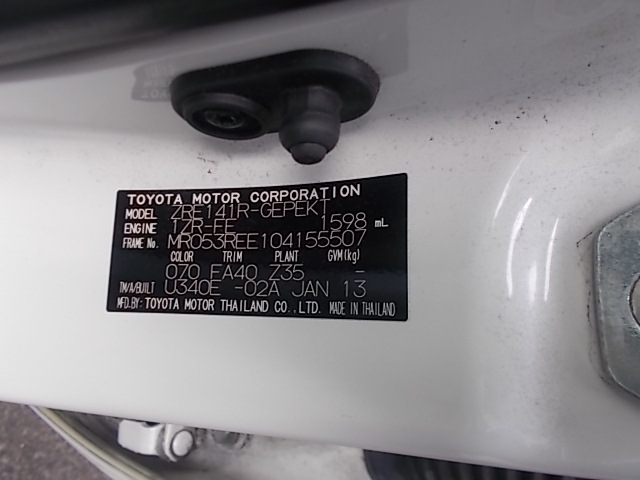 TOYOTA MOTOR CORPORATION
MODEL ZRE141R-GEPEKT
ENGINE 1ZR-FE 1598 mL
FRAME No. MR053REE104155507
COLOR TRIM PLANT GVM(kg)
070 FA40 Z35 -
TM/A/BUILT U340E -02A JAN 13
MFD.BY: TOYOTA MOTOR THAILAND CO.,LTD. MADE IN THAILAND